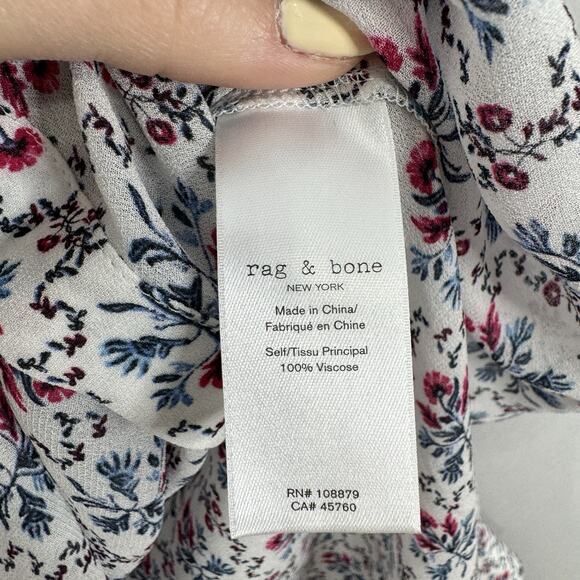 rag & bone
NEW YORK
Made in China/
Fabriqué en Chine
Self/Tissu Principal
100% Viscose
RN# 108879
CA# 45760